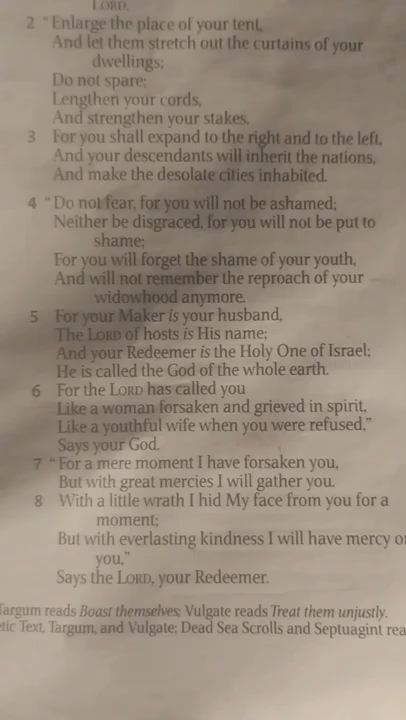 LORD.
2 "Enlarge the place of your tent,
And let them stretch out the curtains of your
dwellings;
Do not spare;
Lengthen your cords,
And strengthen your stakes.
3 For you shall expand to the right and to the left,
And your descendants will inherit the nations,
And make the desolate cities inhabited.
4 "Do not fear, for you will not be ashamed;
Neither be disgraced, for you will not be put to
shame;
For you will forget the shame of your youth,
And will not remember the reproach of your
widowhood anymore.
5 For your Maker is your husband,
The LORD of hosts is His name;
And your Redeemer is the Holy One of Israel;
He is called the God of the whole earth.
6 For the LORD has called you
Like a woman forsaken and grieved in spirit,
Like a youthful wife when you were refused,"
Says your God.
7 "For a mere moment I have forsaken you,
But with great mercies I will gather you.
8 With a little wrath I hid My face from you for a
moment;
But with everlasting kindness I will have mercy
you,"
Says the LORD, your Redeemer.
Targum reads Boast themselves; Vulgate reads Treat them unjustly.
Text, Targum, and Vulgate; Dead Sea Scrolls and Septuagint